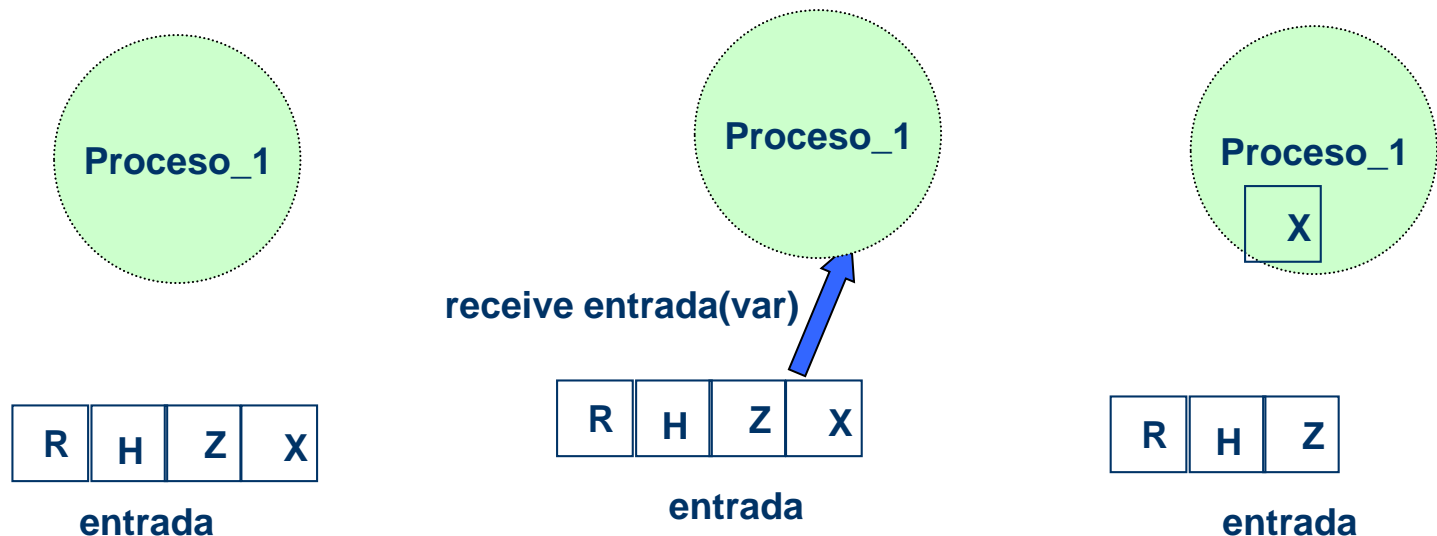 Proceso_1
R H Z X
entrada
Proceso_1
receive entrada(var)
R H Z X
entrada
Proceso_1
X
R H Z
entrada